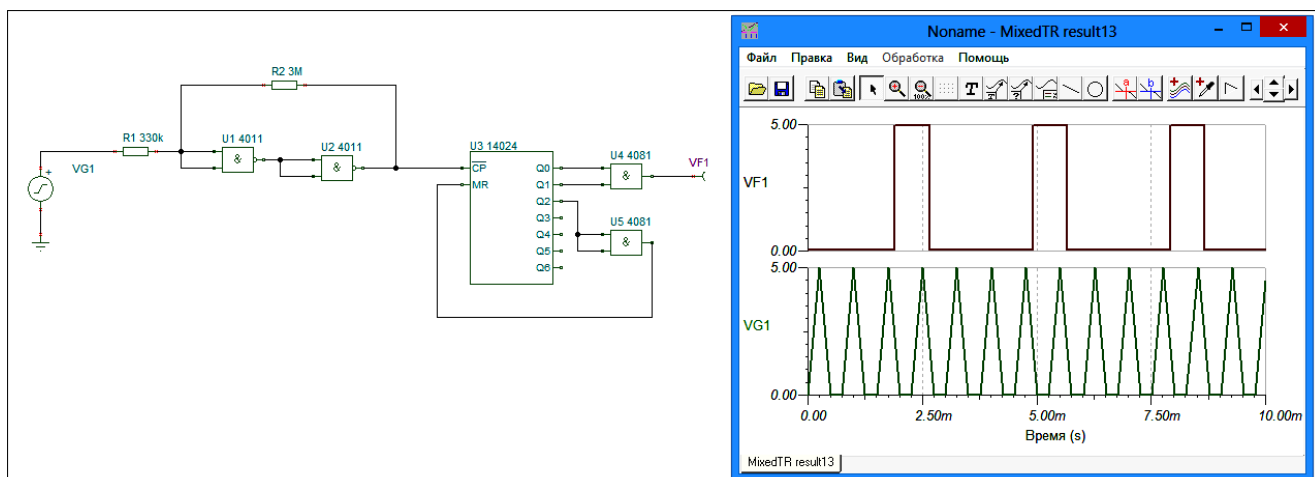 R2 3M
R1 330k
U1 4011
&
U2 4011
&
VG1
+
U3 14024
CP
MR
Q0
Q1
Q2
Q3
Q4
Q5
Q6
U4 4081
&
VF1
U5 4081
&
Noname - MixedTR result13
Файл Правка Вид Обработка Помощь
T
100%
a
b
5.00
VF1
0.00
5.00
VG1
0.00
0.00 2.50m 5.00m 7.50m 10.00m
Время (s)
MixedTR result13